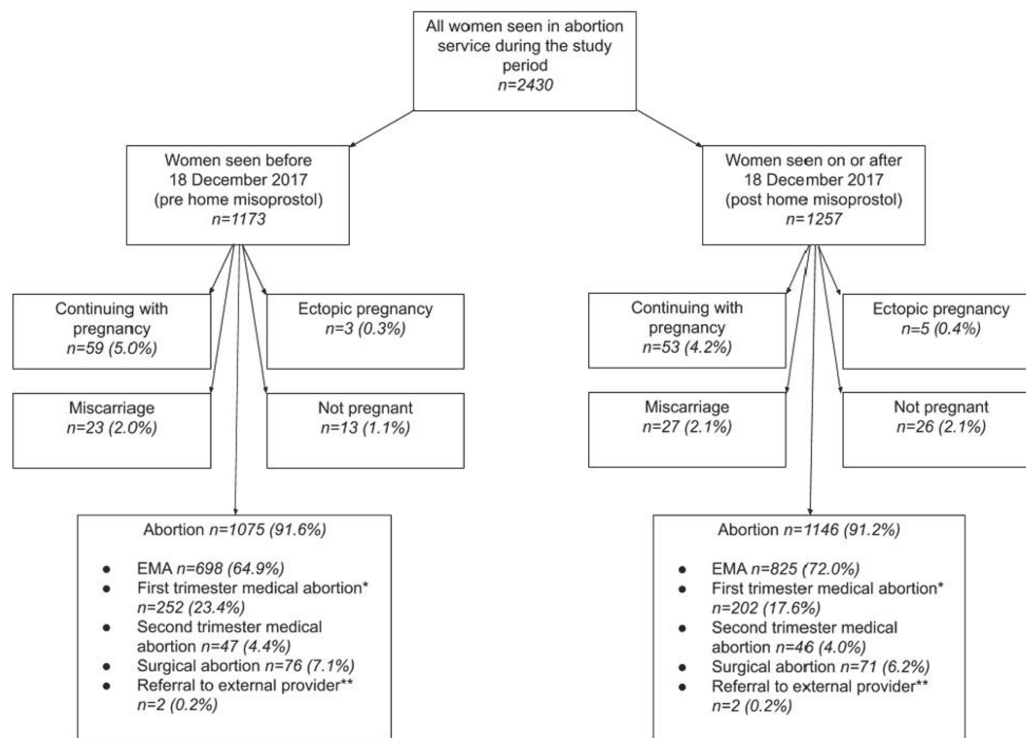 All women seen in abortion
service during the study
period
n=2430
Women seen before
18 December 2017
(pre home misoprostol)
n=1173
Women seen on or after
18 December 2017
(post home misoprostol)
n=1257
Continuing with
pregnancy
n=59 (5.0%)
Ectopic pregnancy
n=3 (0.3%)
Continuing with
pregnancy
n=53 (4.2%)
Ectopic pregnancy
n=5 (0.4%)
Miscarriage
n=23 (2.0%)
Not pregnant
n=13 (1.1%)
Miscarriage
n=27 (2.1%)
Not pregnant
n=26 (2.1%)
Abortion n=1075 (91.6%)
● EMA n=698 (64.9%)
● First trimester medical abortion*
n=252 (23.4%)
● Second trimester medical
abortion n=47 (4.4%)
● Surgical abortion n=76 (7.1%)
● Referral to external provider**
n=2 (0.2%)
Abortion n=1146 (91.2%)
● EMA n=825 (72.0%)
● First trimester medical abortion*
n=202 (17.6%)
● Second trimester medical
abortion n=46 (4.0%)
● Surgical abortion n=71 (6.2%)
● Referral to external provider**
n=2 (0.2%)